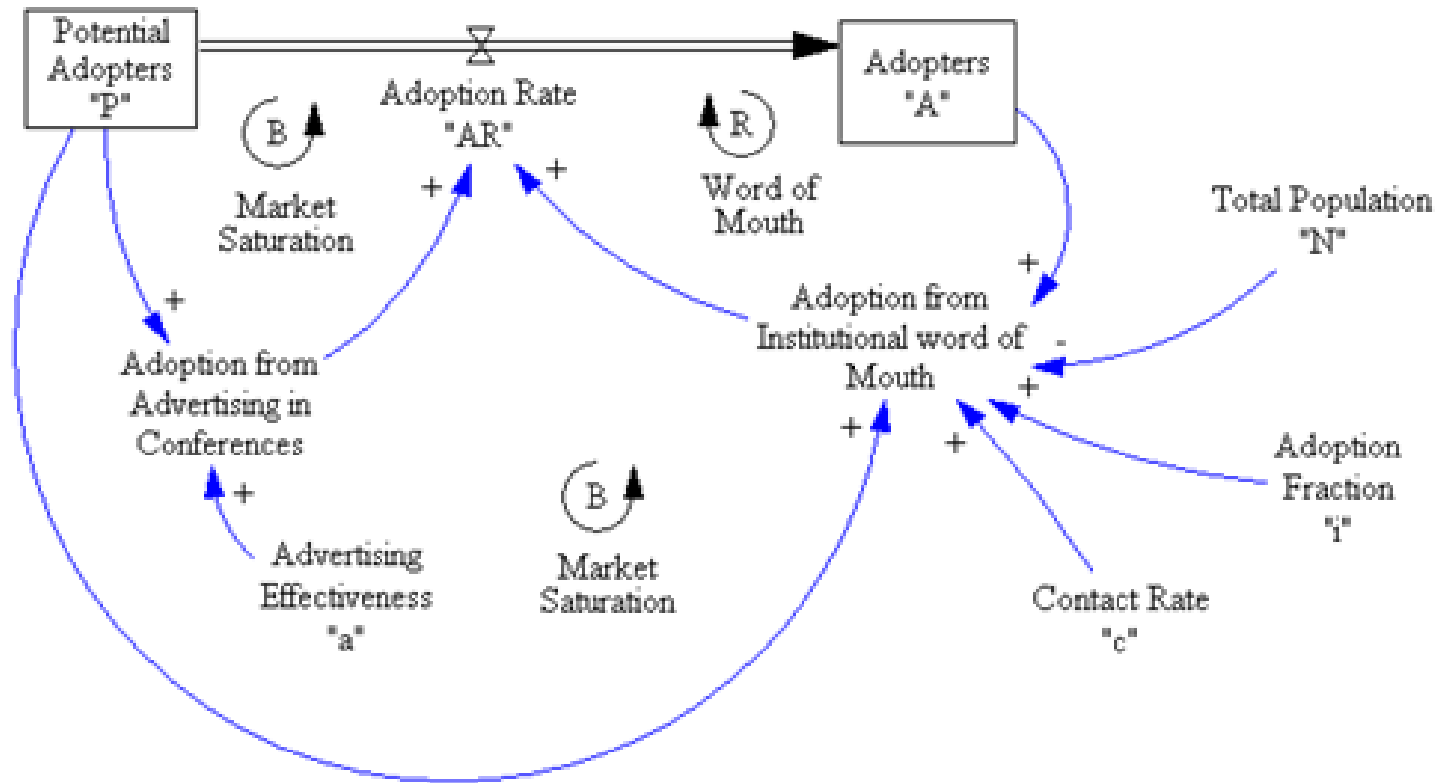 Potential
Adopters
"P"
Adoption Rate
"AR"
Adopters
"A"
B
Market
Saturation
R
Word of
Mouth
+
+
Total Population
"N"
+
+
Adoption from
Institutional word of
Mouth
-
+
+
+
Adoption from
Advertising in
Conferences
+
Advertising
Effectiveness
"a"
B
Market
Saturation
Adoption
Fraction
"i"
Contact Rate
"c"